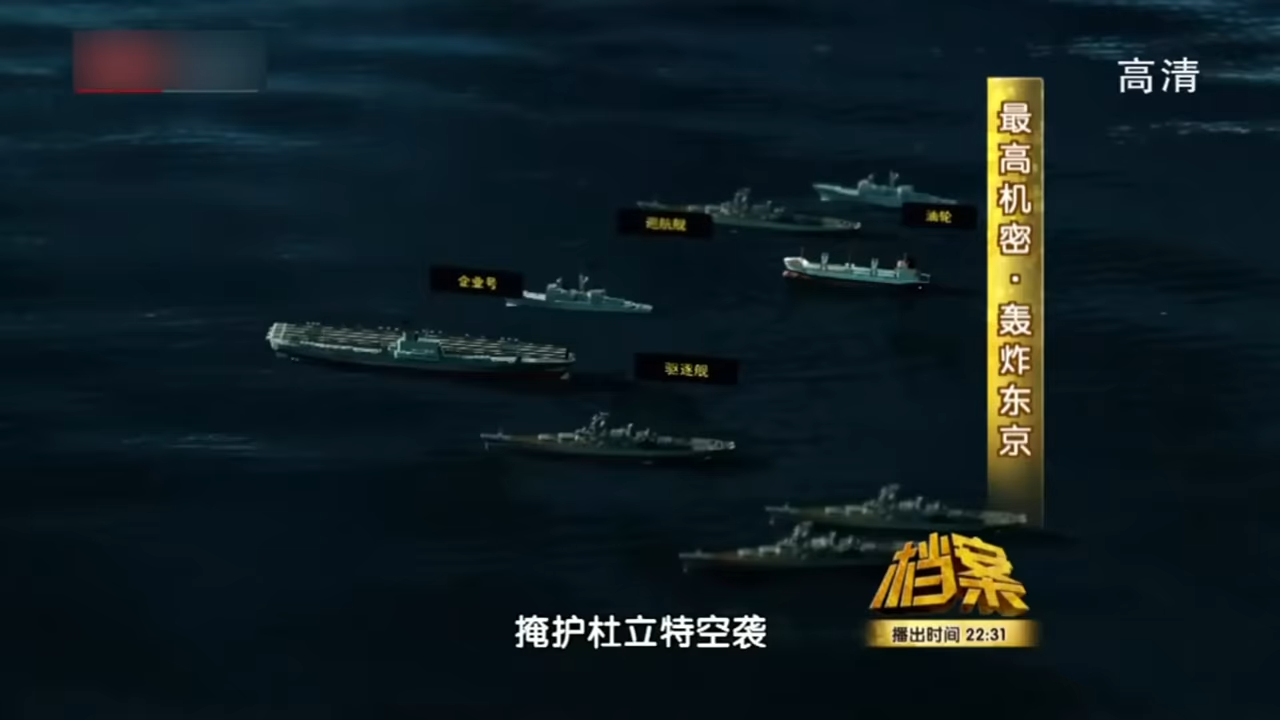 高清
最高机密·轰炸东京
巡航舰
油轮
企业号
驱逐舰
档案
播出时间 22:31
掩护杜立特空袭